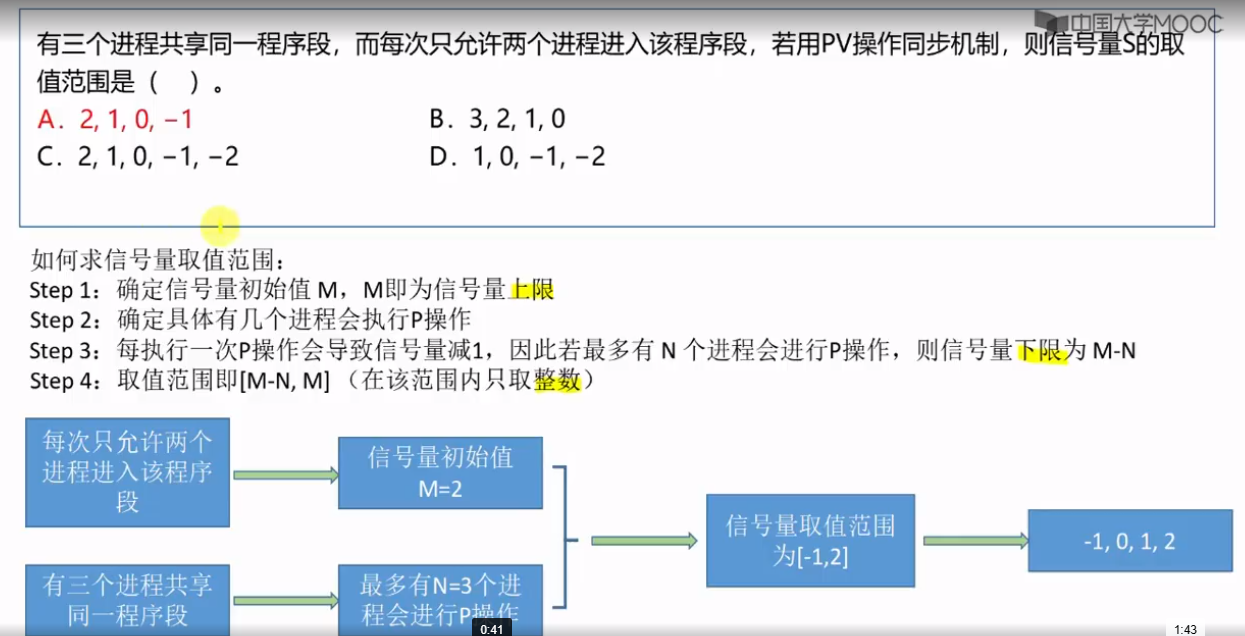 中国大学MOOC
有三个进程共享同一程序段，而每次只允许两个进程进入该程序段，若用PV操作同步机制，则信号量S的取
值范围是（ ）。
A. 2, 1, 0, −1
B. 3, 2, 1, 0
C. 2, 1, 0, −1, −2
D. 1, 0, −1, −2
如何求信号量取值范围：
Step 1：确定信号量初始值 M，M即为信号量上限
Step 2：确定具体有几个进程会执行P操作
Step 3：每执行一次P操作会导致信号量减1，因此若最多有 N 个进程会进行P操作，则信号量下限为 M-N
Step 4：取值范围即[M-N, M] （在该范围内只取整数）
每次只允许两个
进程进入该程序
段
信号量初始值
M=2
有三个进程共享
同一程序段
最多有N=3个进
程会进行P操作
信号量取值范围
为[-1,2]
-1, 0, 1, 2
0:41
1:43